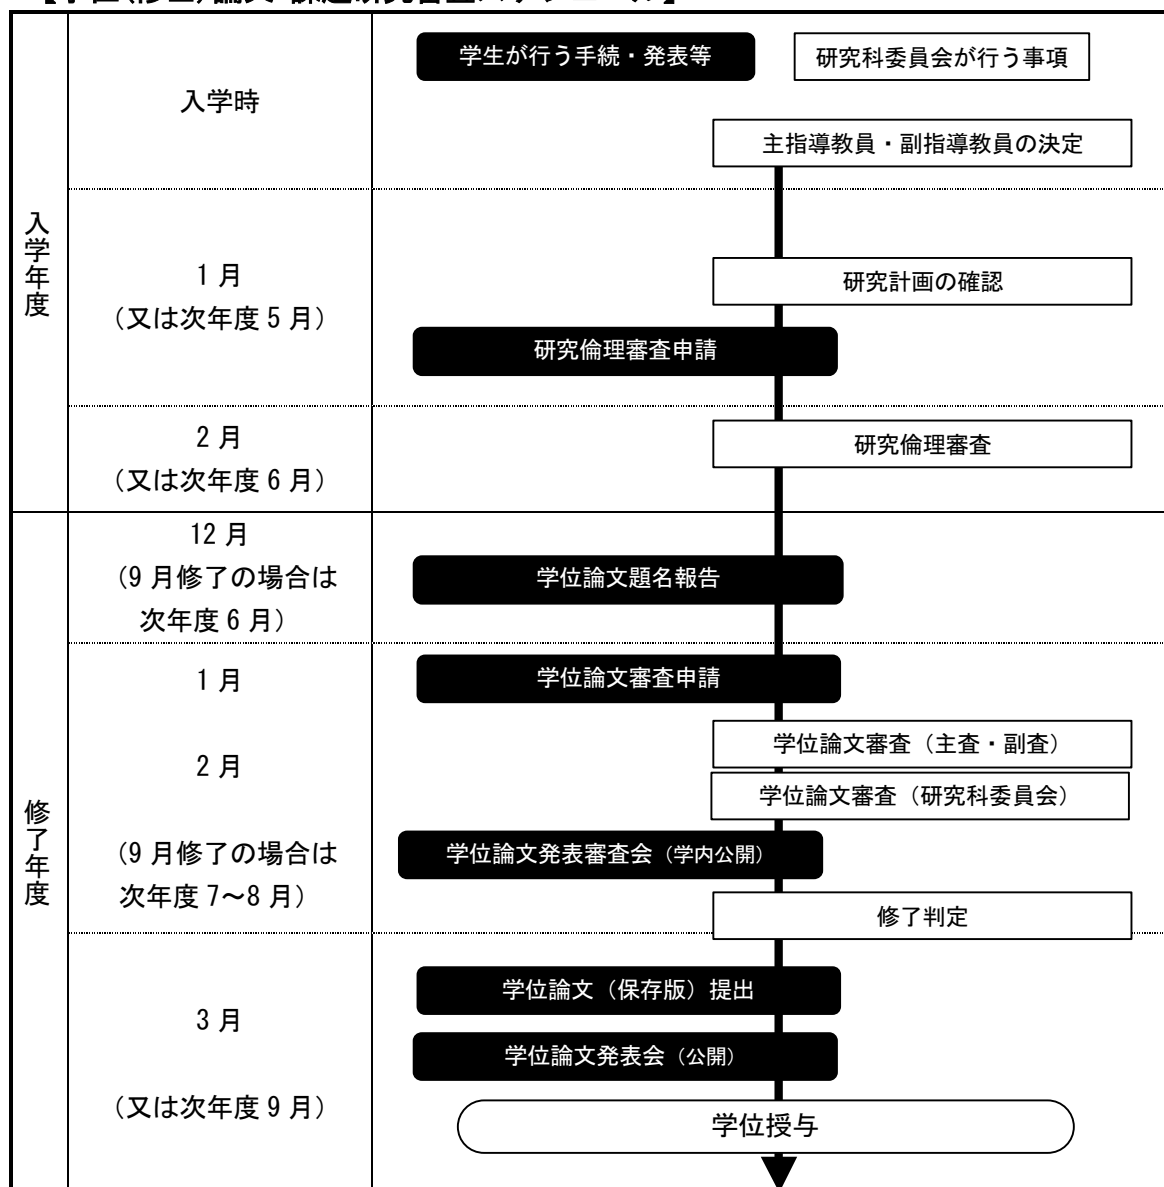 学生が行う手続・発表等
研究科委員会が行う事項
入学年度
入学時
主指導教員・副指導教員の決定
1月
(又は次年度5月)
研究計画の確認
研究倫理審査申請
2月
(又は次年度6月)
研究倫理審査
修了年度
12月
(9月修了の場合は
次年度6月)
学位論文題名報告
1月
学位論文審査申請
2月
(9月修了の場合は
次年度7〜8月)
学位論文審査(主査・副査)
学位論文審査(研究科委員会)
学位論文発表審査会(学内公開)
修了判定
3月
(又は次年度9月)
学位論文(保存版)提出
学位論文発表会(公開)
学位授与